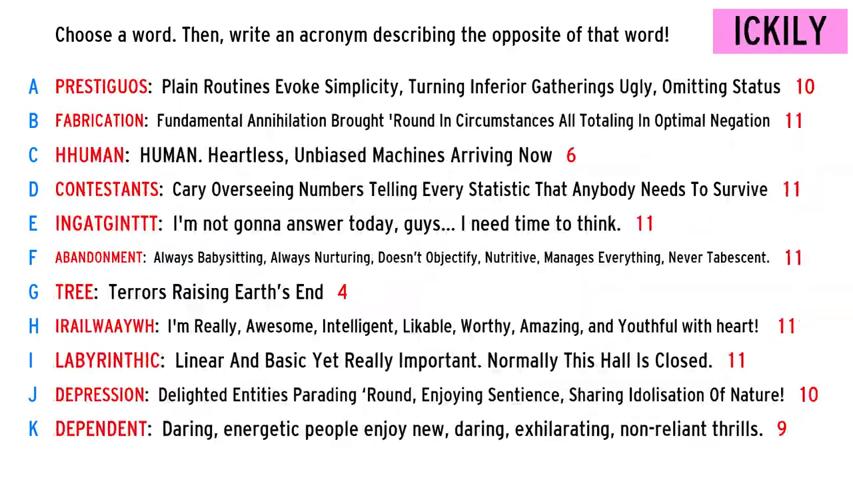 Choose a word. Then, write an acronym describing the opposite of that word!
ICKILY
A PRESTIGUOS: Plain Routines Evoke Simplicity, Turning Inferior Gatherings Ugly, Omitting Status 10
B FABRICATION: Fundamental Annihilation Brought 'Round In Circumstances All Totaling In Optimal Negation 11
C HHUMAN: HUMAN. Heartless, Unbiased Machines Arriving Now 6
D CONTESTANTS: Cary Overseeing Numbers Telling Every Statistic That Anybody Needs To Survive 11
E INGATGINTTT: I'm not gonna answer today, guys... I need time to think. 11
F ABANDONMENT: Always Babysitting, Always Nurturing, Doesn't Objectify, Nutritive, Manages Everything, Never Tabescent. 11
G TREE: Terrors Raising Earth's End 4
H IRAILWAAYWH: I'm Really, Awesome, Intelligent, Likable, Worthy, Amazing, and Youthful with heart! 11
I LABYRINTHIC: Linear And Basic Yet Really Important. Normally This Hall Is Closed. 11
J DEPRESSION: Delighted Entities Parading 'Round, Enjoying Sentience, Sharing Idolisation Of Nature! 10
K DEPENDENT: Daring, energetic people enjoy new, daring, exhilarating, non-reliant thrills. 9